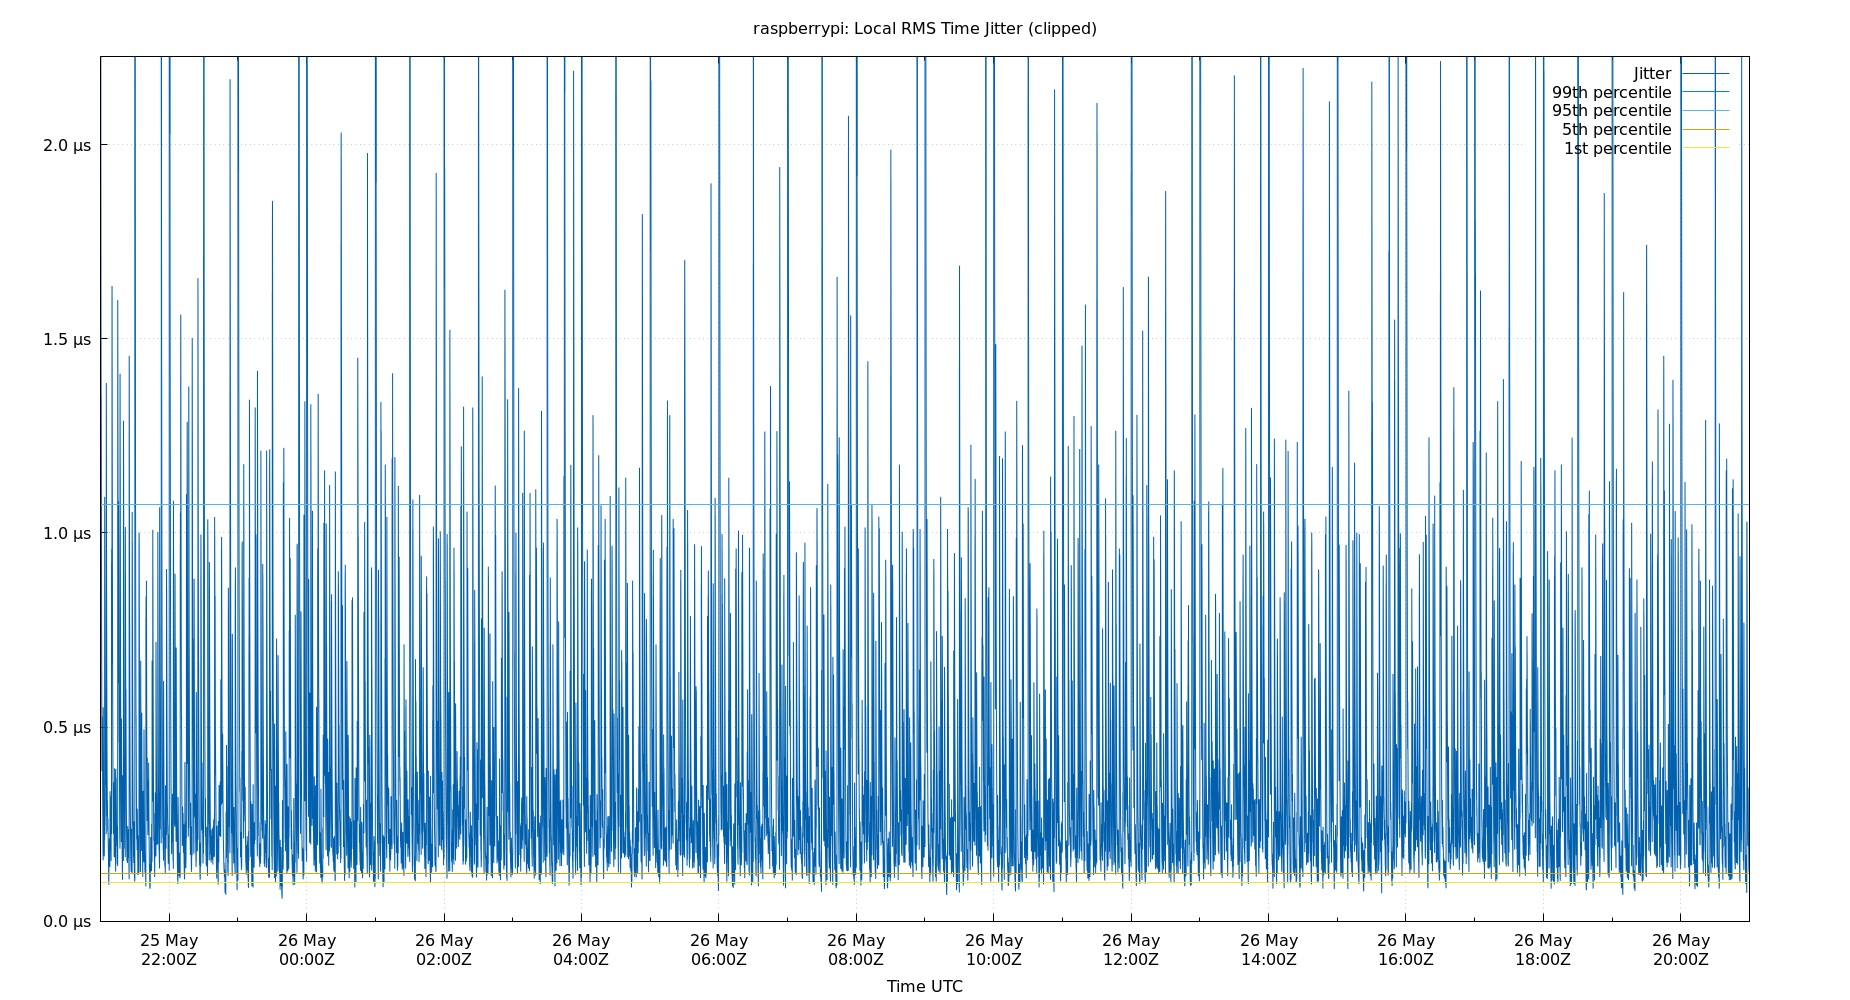 raspberrypi: Local RMS Time Jitter (clipped)
Jitter
99th percentile
95th percentile
5th percentile
1st percentile
2.0 µs
1.5 µs
1.0 µs
0.5 µs
0.0 µs
25 May 26 May 26 May 26 May 26 May 26 May 26 May 26 May 26 May 26 May 26 May 26 May
22:00Z 00:00Z 02:00Z 04:00Z 06:00Z 08:00Z 10:00Z 12:00Z 14:00Z 16:00Z 18:00Z 20:00Z
Time UTC